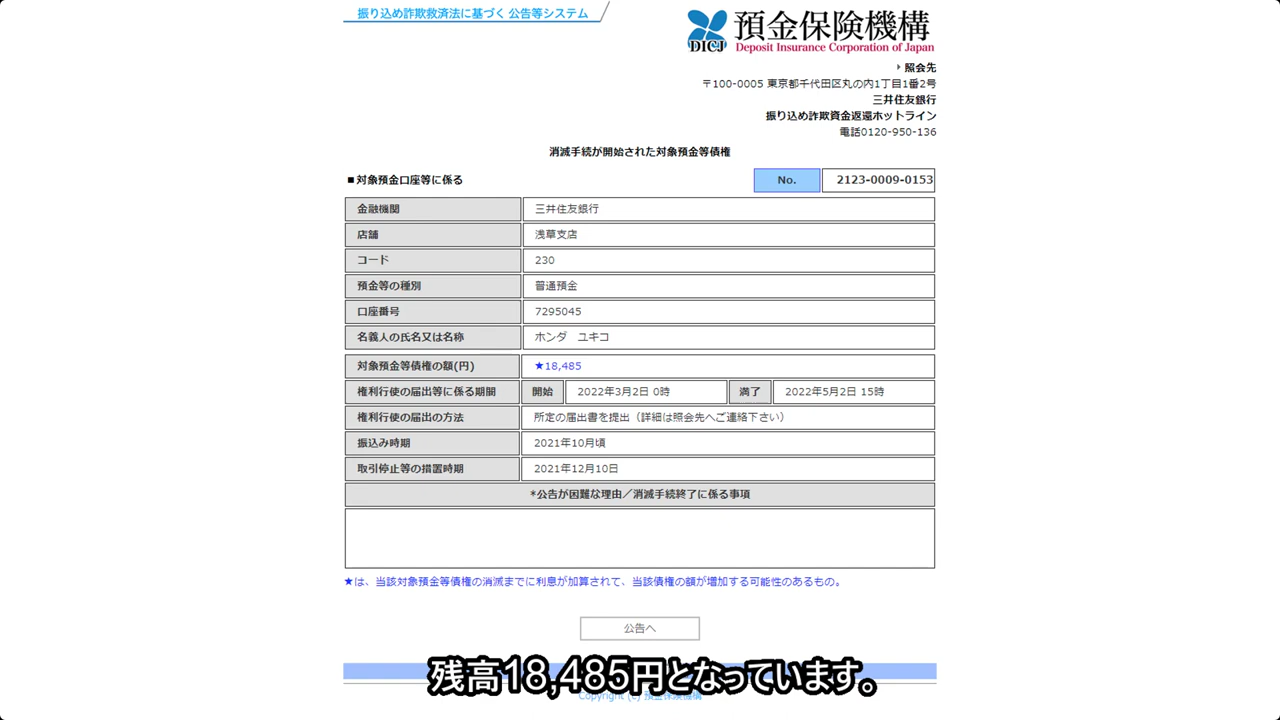 振り込め詐欺救済法に基づく 公告等システム
DICJ 預金保険機構
Deposit Insurance Corporation of Japan
照会先
〒100-0005 東京都千代田区丸の内1丁目1番2号
三井住友銀行
振り込め詐欺資金返還ホットライン
電話0120-950-136
消滅手続が開始された対象預金等債権
■対象預金口座等に係る No. 2123-0009-0153
金融機関 三井住友銀行
店舗 浅草支店
コード 230
預金等の種別 普通預金
口座番号 7295045
名義人の氏名又は名称 ホンダ　ユキコ
対象預金等債権の額(円) ★18,485
権利行使の届出等に係る期間 開始 2022年3月2日 0時 満了 2022年5月2日 15時
権利行使の届出の方法 所定の届出書を提出（詳細は照会先へご連絡下さい）
振込み時期 2021年10月頃
取引停止等の措置時期 2021年12月10日
*公告が困難な理由／消滅手続終了に係る事項
★は、当該対象預金等債権の消滅までに利息が加算されて、当該債権の額が増加する可能性のあるもの。
公告へ
残高18,485円となっています。
Copyright (c) 預金保険機構